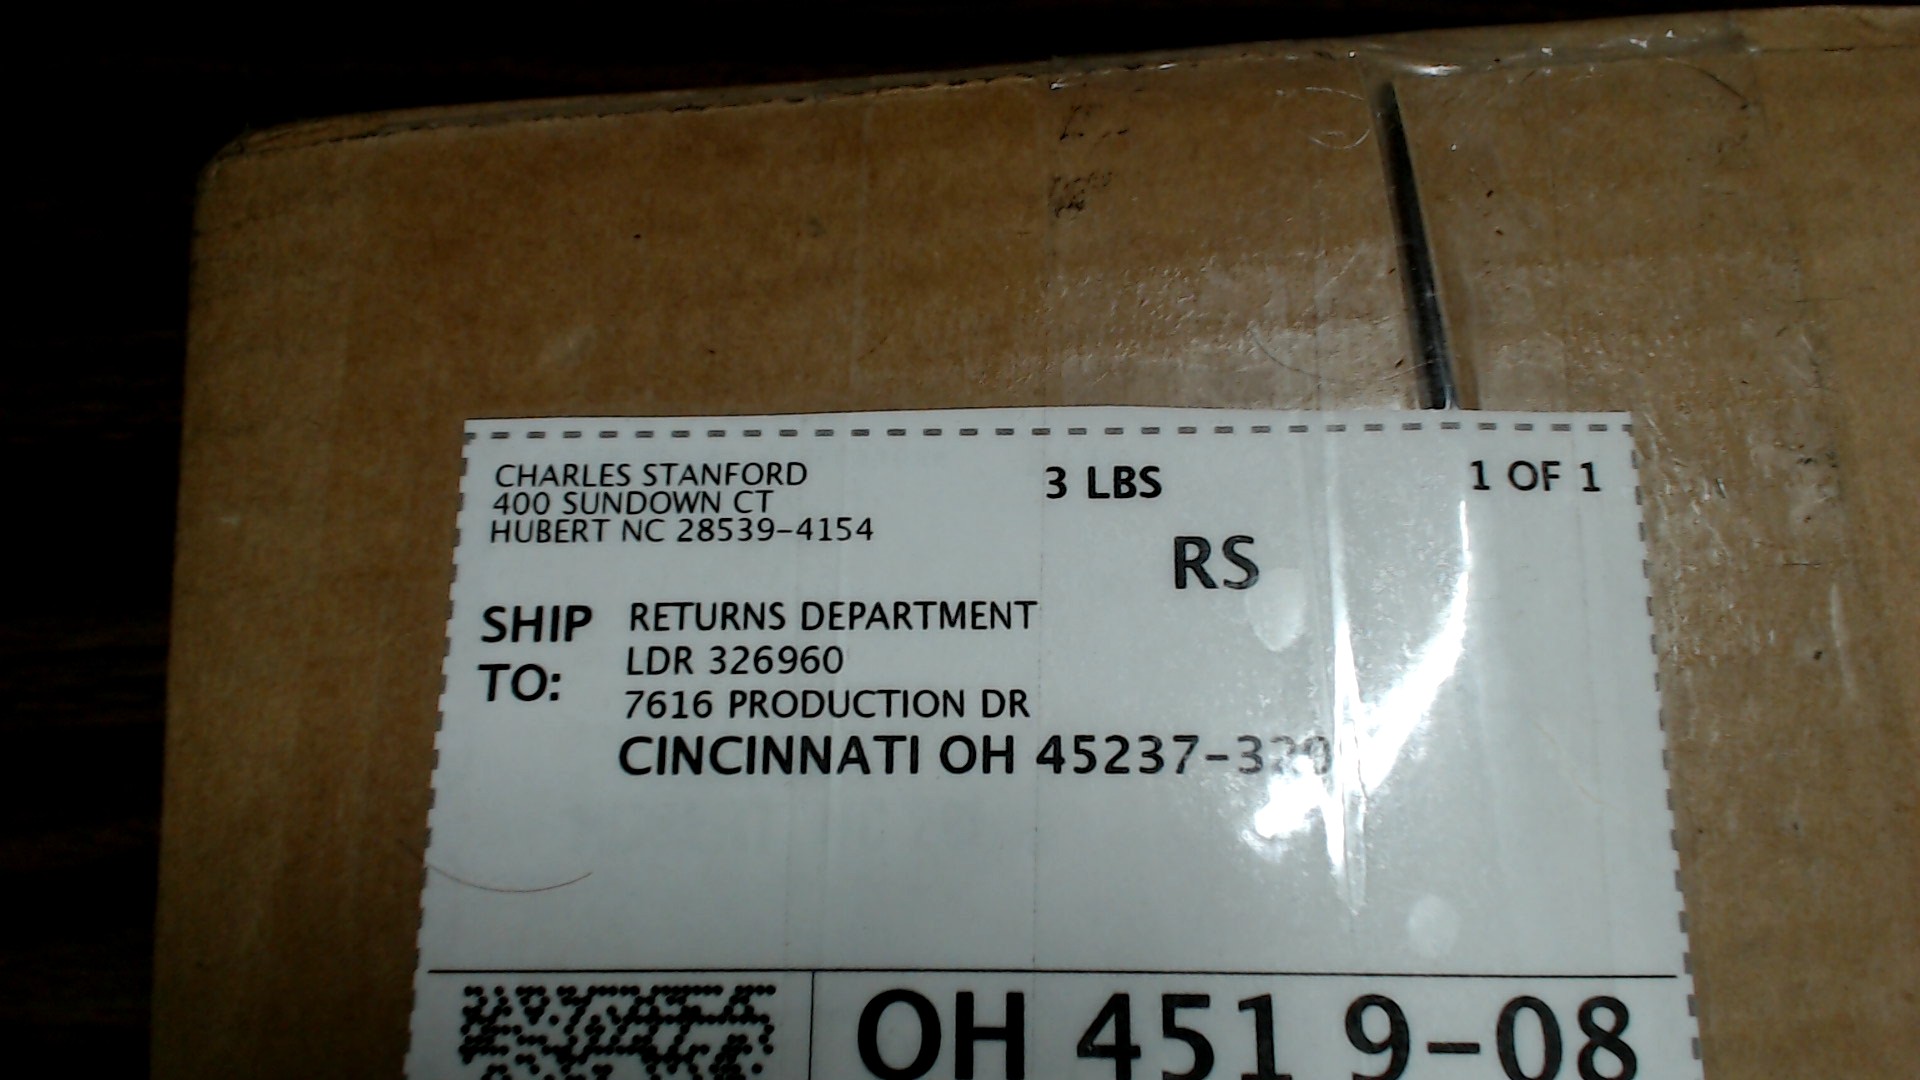 CHARLES STANFORD
400 SUNDOWN CT
HUBERT NC 28539-4154
3 LBS
1 OF 1
RS
SHIP TO:
RETURNS DEPARTMENT
LDR 326960
7616 PRODUCTION DR
CINCINNATI OH
OH 451 9-08